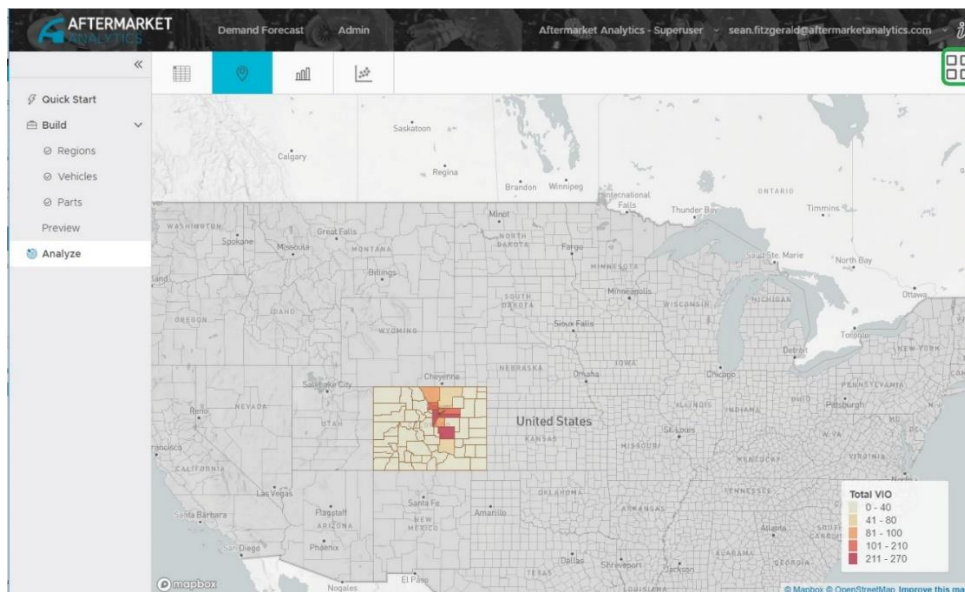 AFTERMARKET
ANALYTICS
Demand Forecast
Admin
Aftermarket Analytics - Superuser
sean.fitzgerald@aftermarketanalytics.com
Quick Start
Build
Regions
Vehicles
Parts
Preview
Analyze
Saskatoon
Calgary
Regina
Brandon
Winnipeg
International
Falls
Thunder Bay
ONTARIO
Timmins
WASHINGTON
Spokane
Missoula
Great Falls
MONTANA
Minot
NORTH
DAKOTA
Fargo
MINNESOTA
Sault Ste. Marie
North Bay
Billings
Minneapolis
WISCONSIN
MICHIGAN
Ottawa
OREGON
IDAHO
SOUTH
DAKOTA
WYOMING
Sioux Falls
Toronto
NEW YORK
Detroit
IOWA
Chicago
Cheyenne
NEBRASKA
Omaha
PENNSYLVANIA
Salt Lake City
Reno
NEVADA
UTAH
United States
KANSAS
ILLINOIS
INDIANA
OHIO
Pittsburgh
St. Louis
MISSOURI
KENTUCKY
VIRGINIA
CALIFORNIA
Las Vegas
Santa Barbara
Flagstaff
ARIZONA
Phoenix
Santa Fe
NEW
MEXICO
Amarillo
OKLAHOMA
ARKANSAS
TENNESSEE
San Diego
Nogales
El Paso
TEXAS
Dallas
Shreveport
LOUISIANA
Jackson
ALABAMA
Atlanta
GEORGIA
Total VIO
0 - 40
41 - 80
81 - 100
101 - 210
211 - 270
mapbox
© Mapbox © OpenStreetMap Improve this ma